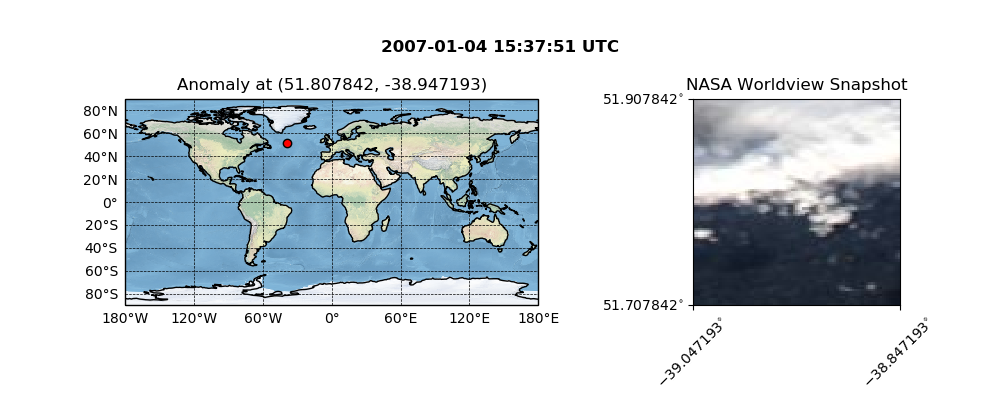 2007-01-04 15:37:51 UTC
Anomaly at (51.807842, -38.947193)
NASA Worldview Snapshot
80°N
60°N
40°N
20°N
0°
20°S
40°S
60°S
80°S
180°W 120°W 60°W 0° 60°E 120°E 180°E
51.907842°
51.707842°
−39.047193°
−38.847193°